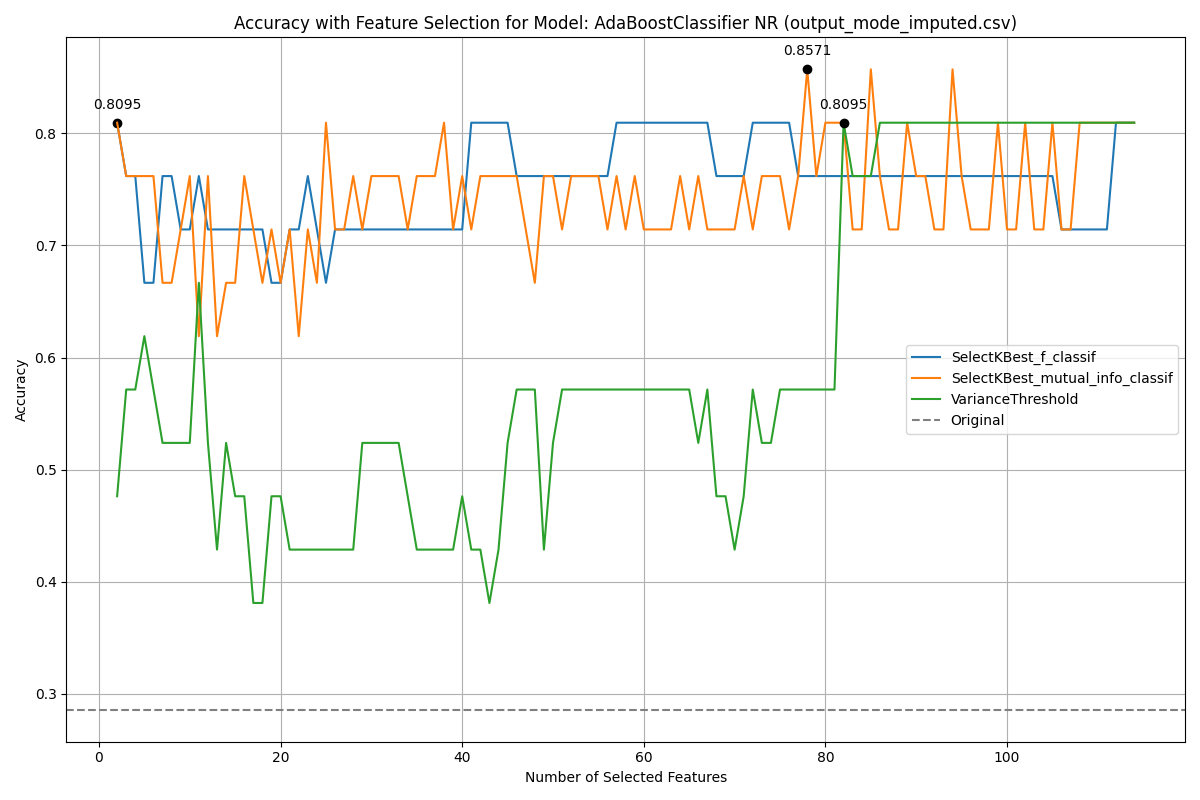 Accuracy with Feature Selection for Model: AdaBoostClassifier NR (output_mode_imputed.csv)
0.8571
0.8095
0.8095
0.8
0.7
0.6
0.5
0.4
0.3
Accuracy
SelectKBest_f_classif
SelectKBest_mutual_info_classif
VarianceThreshold
Original
0
20
40
60
80
100
Number of Selected Features